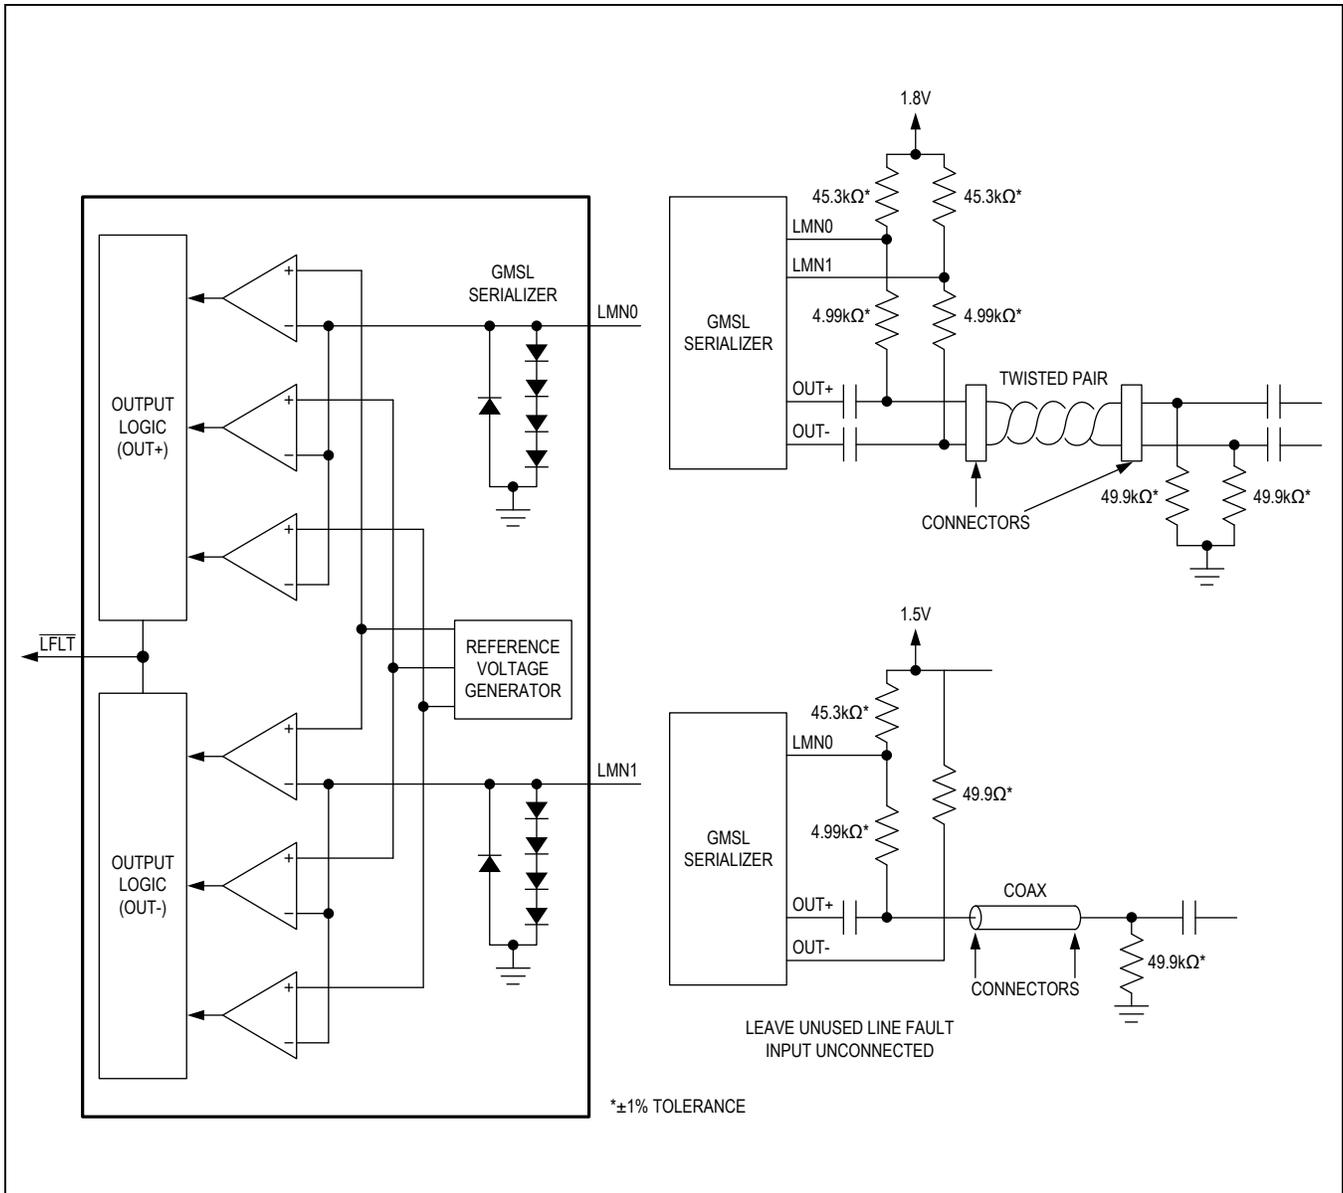 GMSL
SERIALIZER
LMN0
+
−
OUTPUT
LOGIC
(OUT+)
+
−
+
−
LFLT
REFERENCE
VOLTAGE
GENERATOR
+
−
LMN1
OUTPUT
LOGIC
(OUT-)
+
−
+
−
1.8V
45.3kΩ*
45.3kΩ*
LMN0
LMN1
GMSL
SERIALIZER
4.99kΩ*
4.99kΩ*
OUT+
OUT-
TWISTED PAIR
CONNECTORS
49.9kΩ*
49.9kΩ*
1.5V
45.3kΩ*
LMN0
49.9Ω*
4.99kΩ*
GMSL
SERIALIZER
OUT+
OUT-
COAX
CONNECTORS
49.9kΩ*
LEAVE UNUSED LINE FAULT
INPUT UNCONNECTED
*±1% TOLERANCE